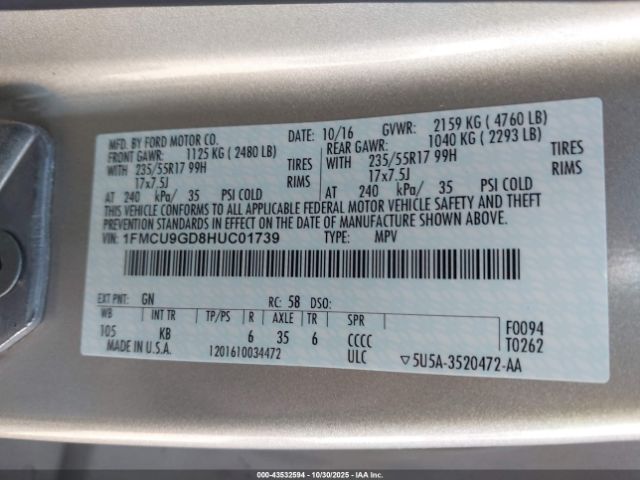 MFD. BY FORD MOTOR CO. DATE: 10/16 GVWR: 2159 KG ( 4760 LB)
FRONT GAWR: 1125 KG ( 2480 LB) REAR GAWR: 1040 KG ( 2293 LB)
WITH 235/55R17 99H TIRES WITH 235/55R17 99H TIRES
17x7.5J RIMS 17x7.5J RIMS
AT 240 kPa/ 35 PSI COLD AT 240 kPa/ 35 PSI COLD
THIS VEHICLE CONFORMS TO ALL APPLICABLE FEDERAL MOTOR VEHICLE SAFETY BUMPER, AND
THEFT PREVENTION STANDARDS IN EFFECT ON THE DATE OF MANUFACTURE SHOWN ABOVE.
VIN: 1FMCU9GD8HUC01739 TYPE: MPV
EXT PNT: GN RC: 58 DSO:
WB INT TR TP/PS R AXLE TR SPR F0094
105 KB 6 35 6 CCCC T0262
MADE IN U.S.A. 1201610034472 ULC ▽5U5A-3520472-AA
000-43532594 - 10/30/2025 - IAA Inc.